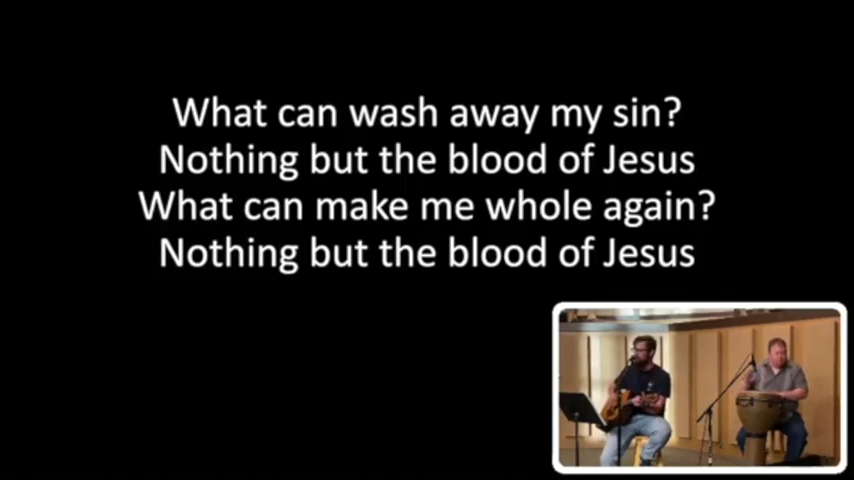 What can wash away my sin?
Nothing but the blood of Jesus
What can make me whole again?
Nothing but the blood of Jesus